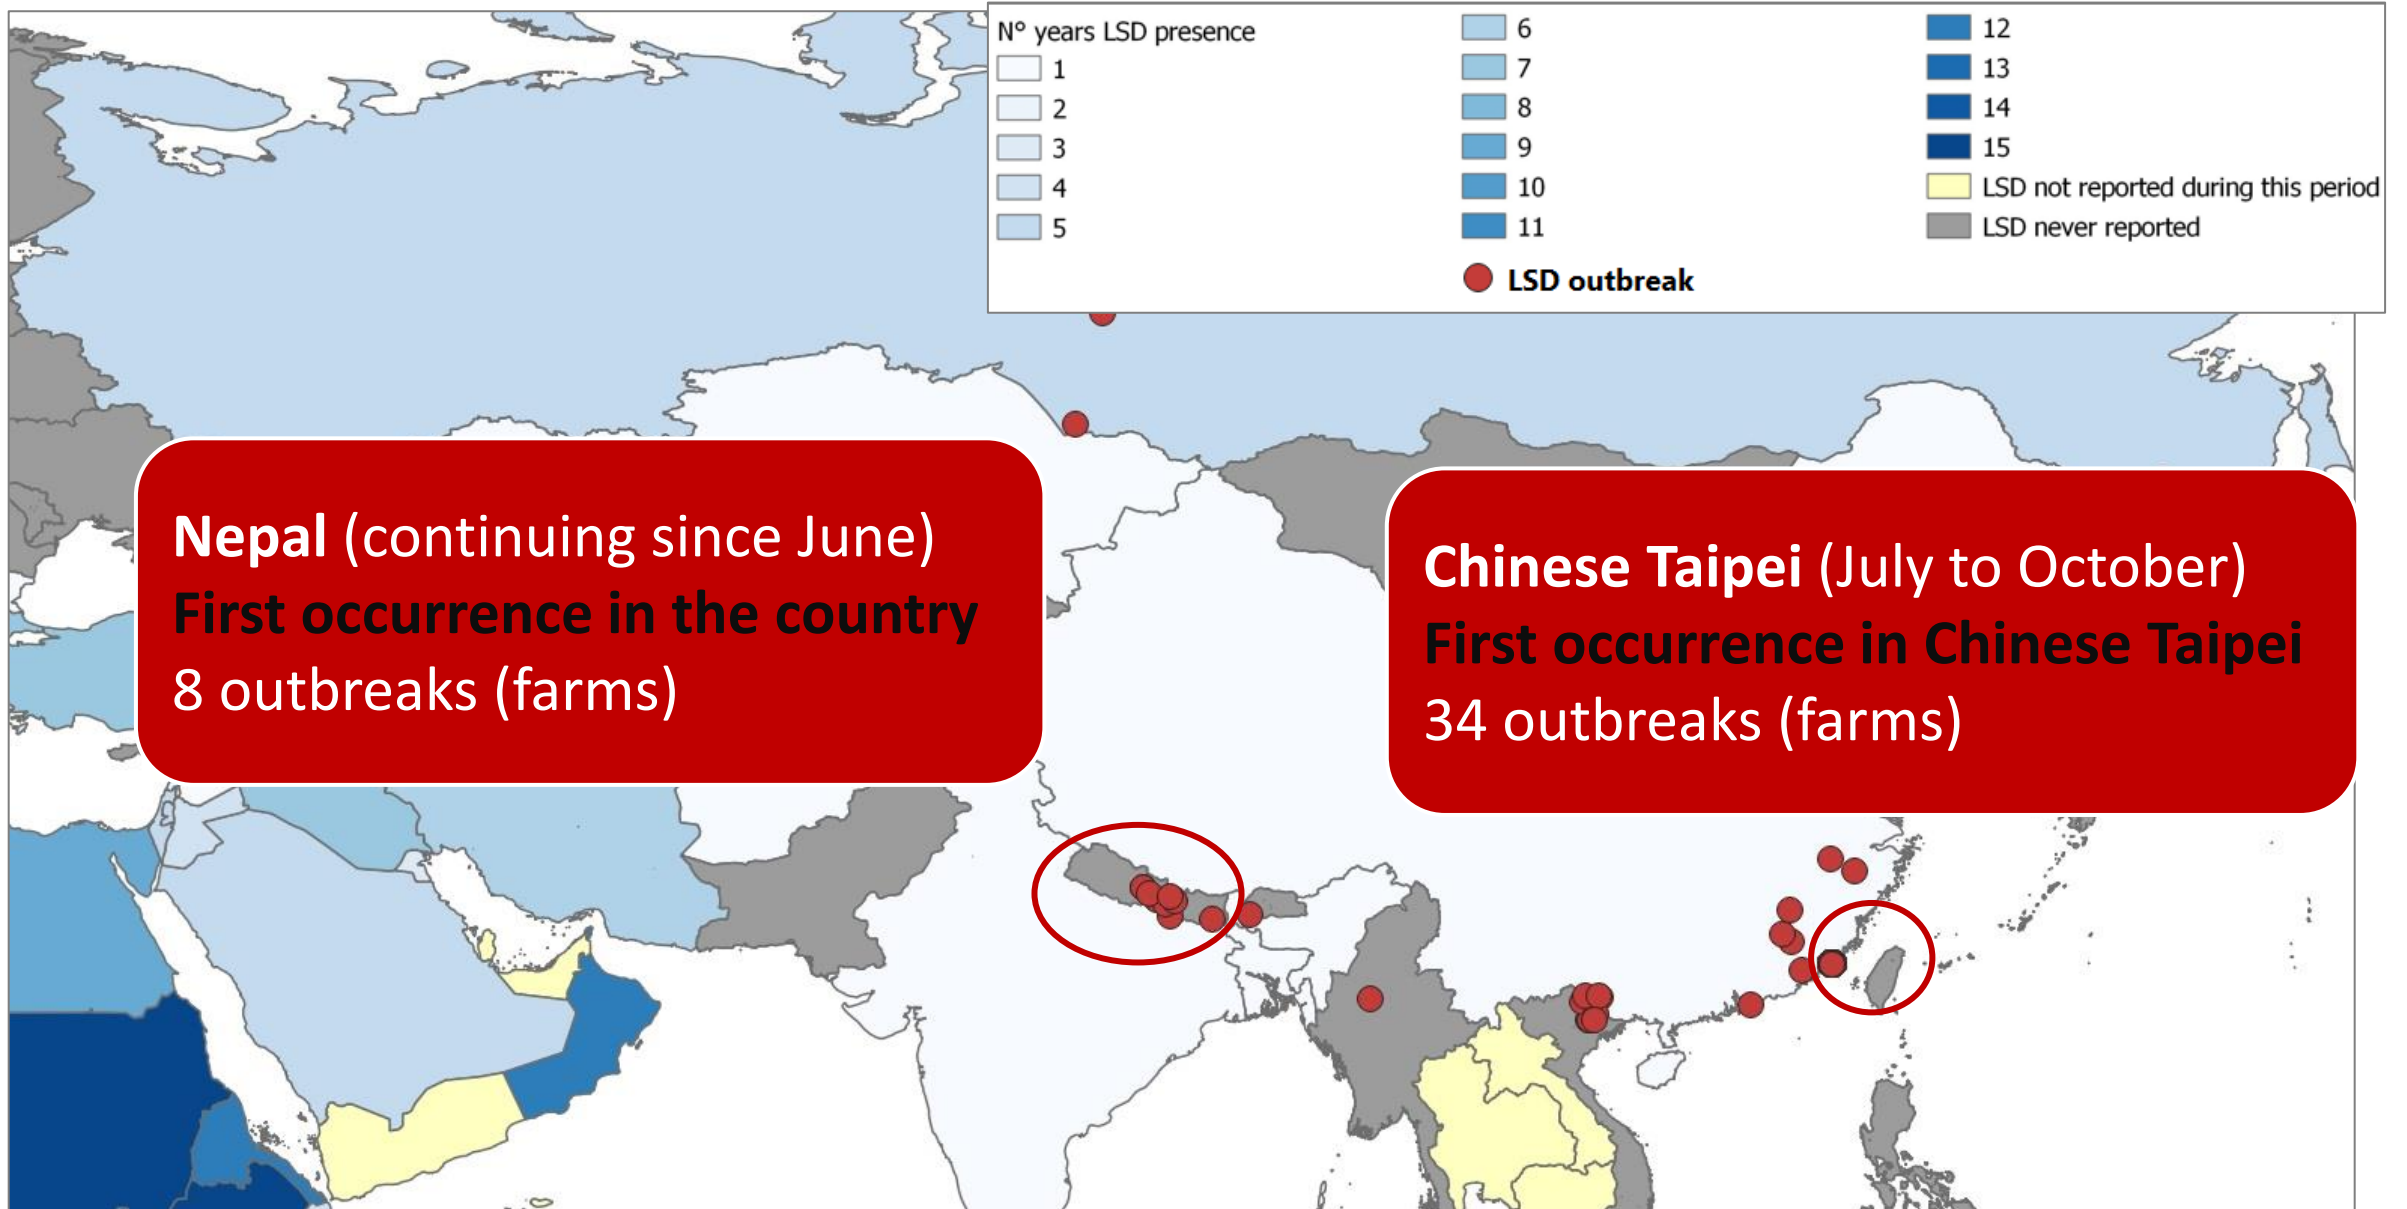 N° years LSD presence
1
2
3
4
5
6
7
8
9
10
11
12
13
14
15
LSD not reported during this period
LSD never reported
LSD outbreak
Nepal (continuing since June)
First occurrence in the country
8 outbreaks (farms)
Chinese Taipei (July to October)
First occurrence in Chinese Taipei
34 outbreaks (farms)